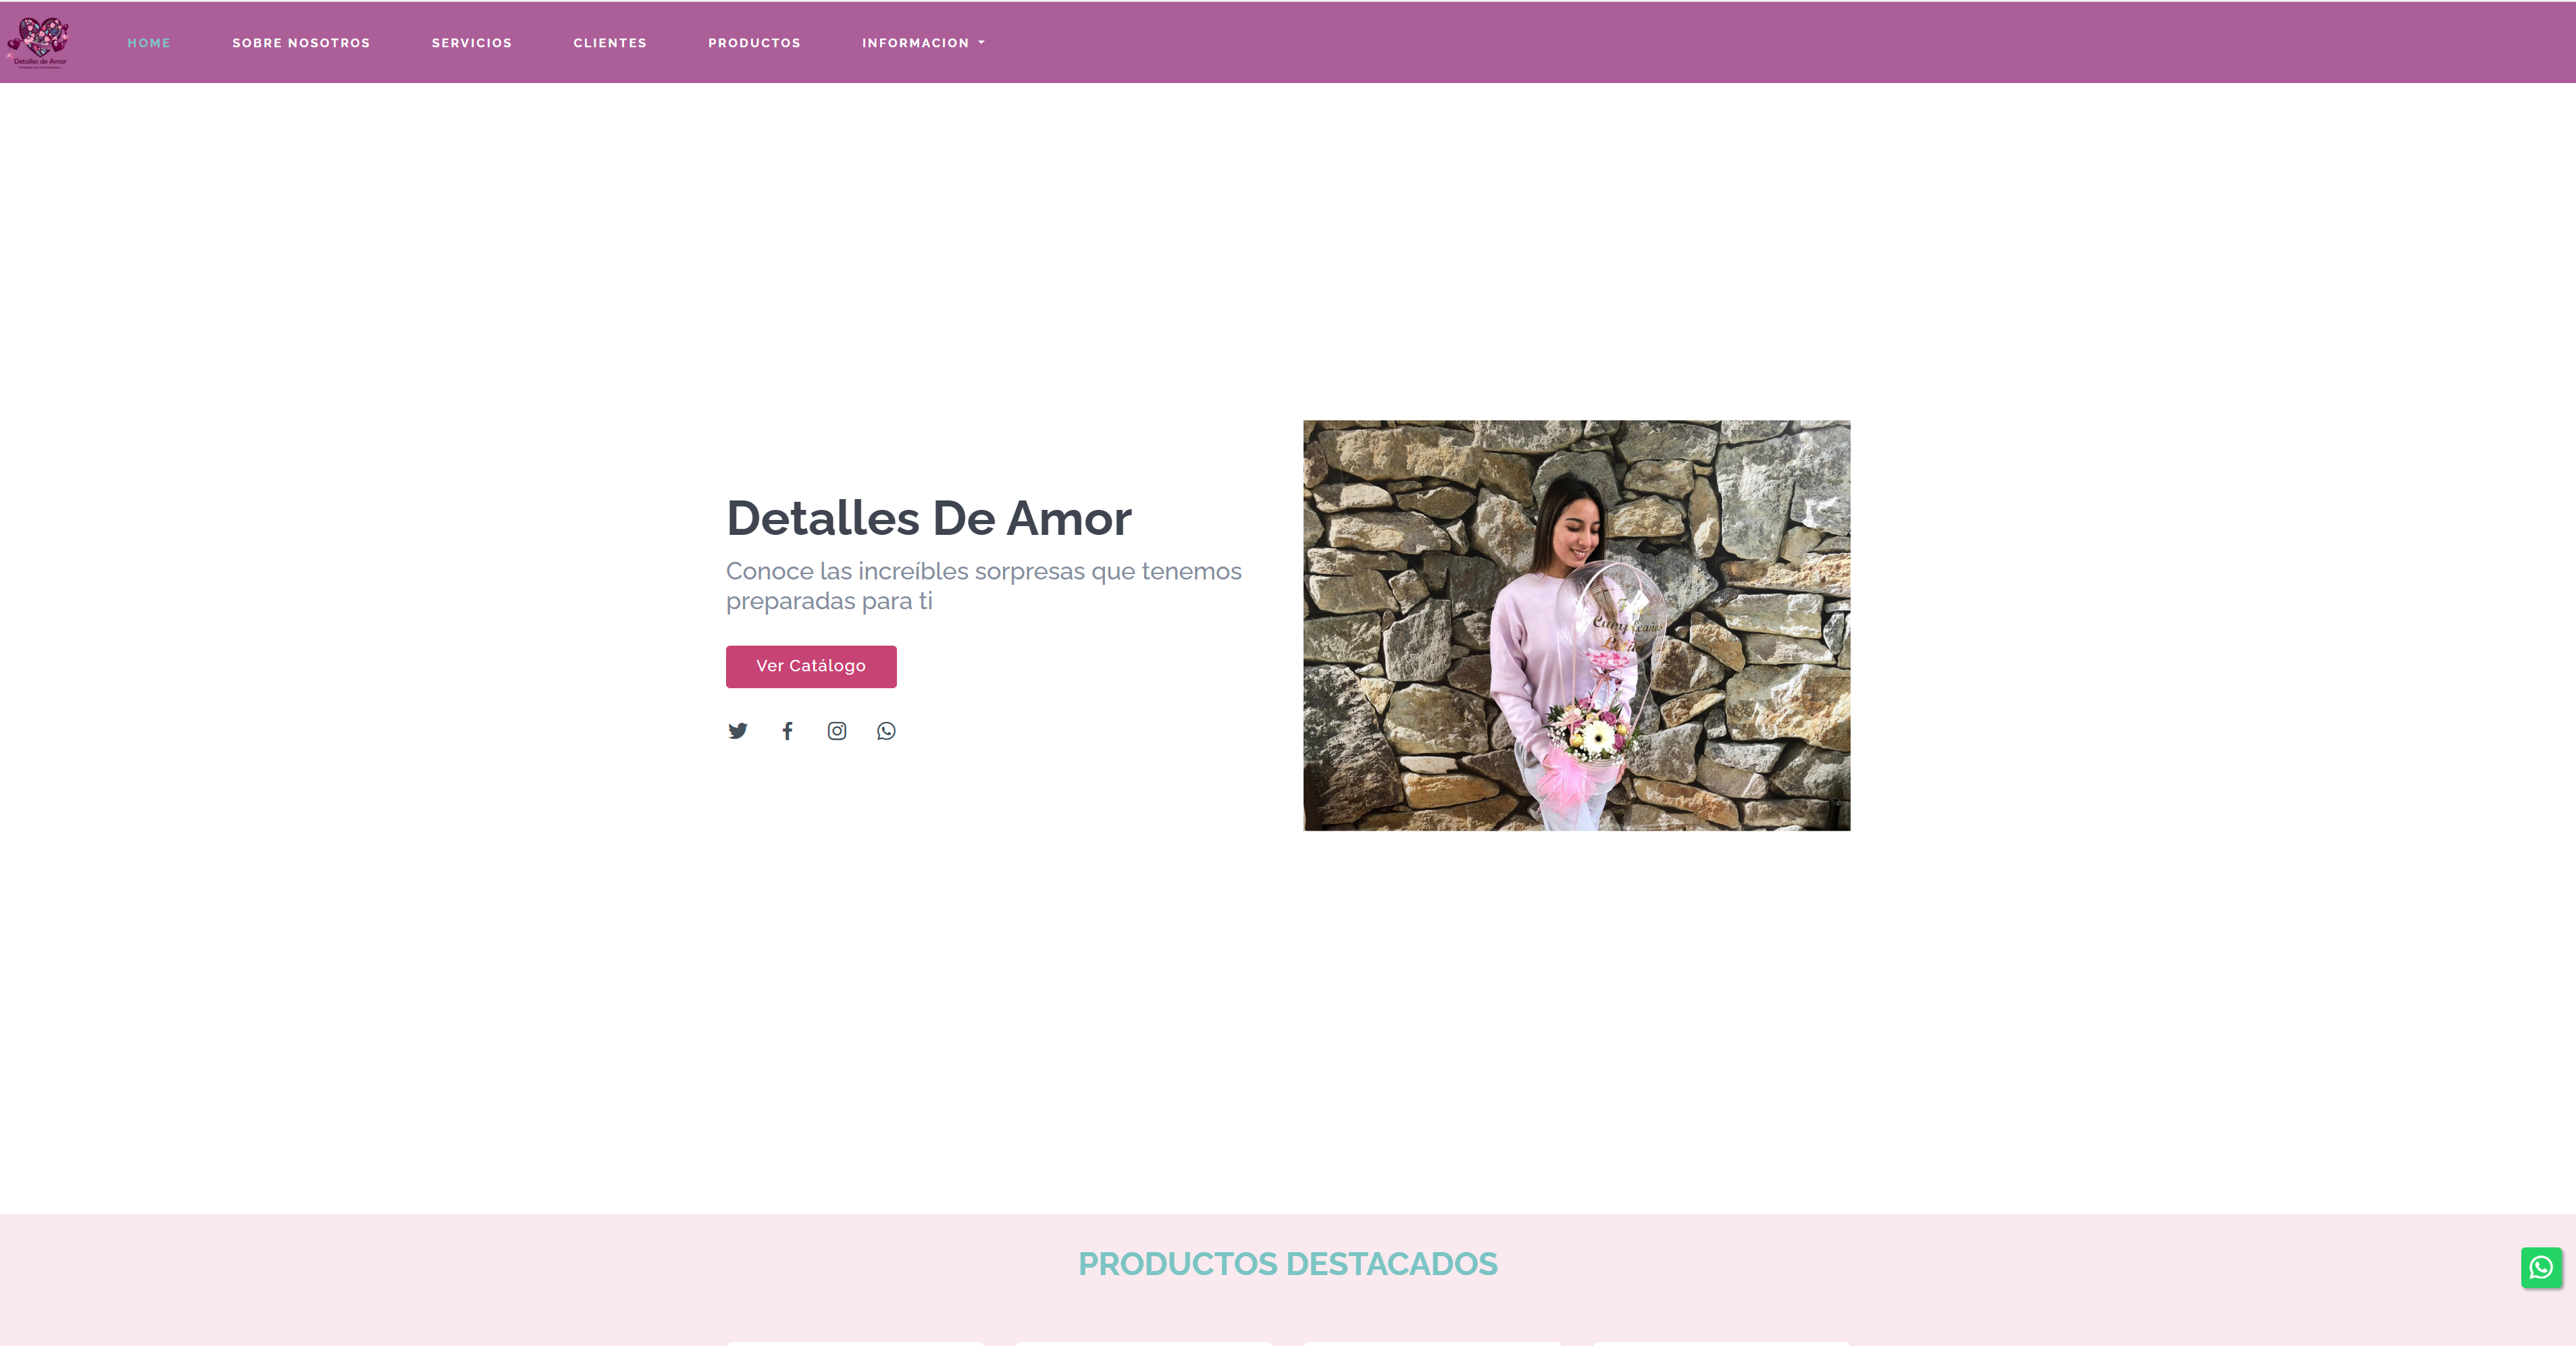 HOME
SOBRE NOSOTROS
SERVICIOS
CLIENTES
PRODUCTOS
INFORMACION
Detalles de Amor
Detalles De Amor
Conoce las increíbles sorpresas que tenemos
preparadas para ti
Ver Catálogo
PRODUCTOS DESTACADOS